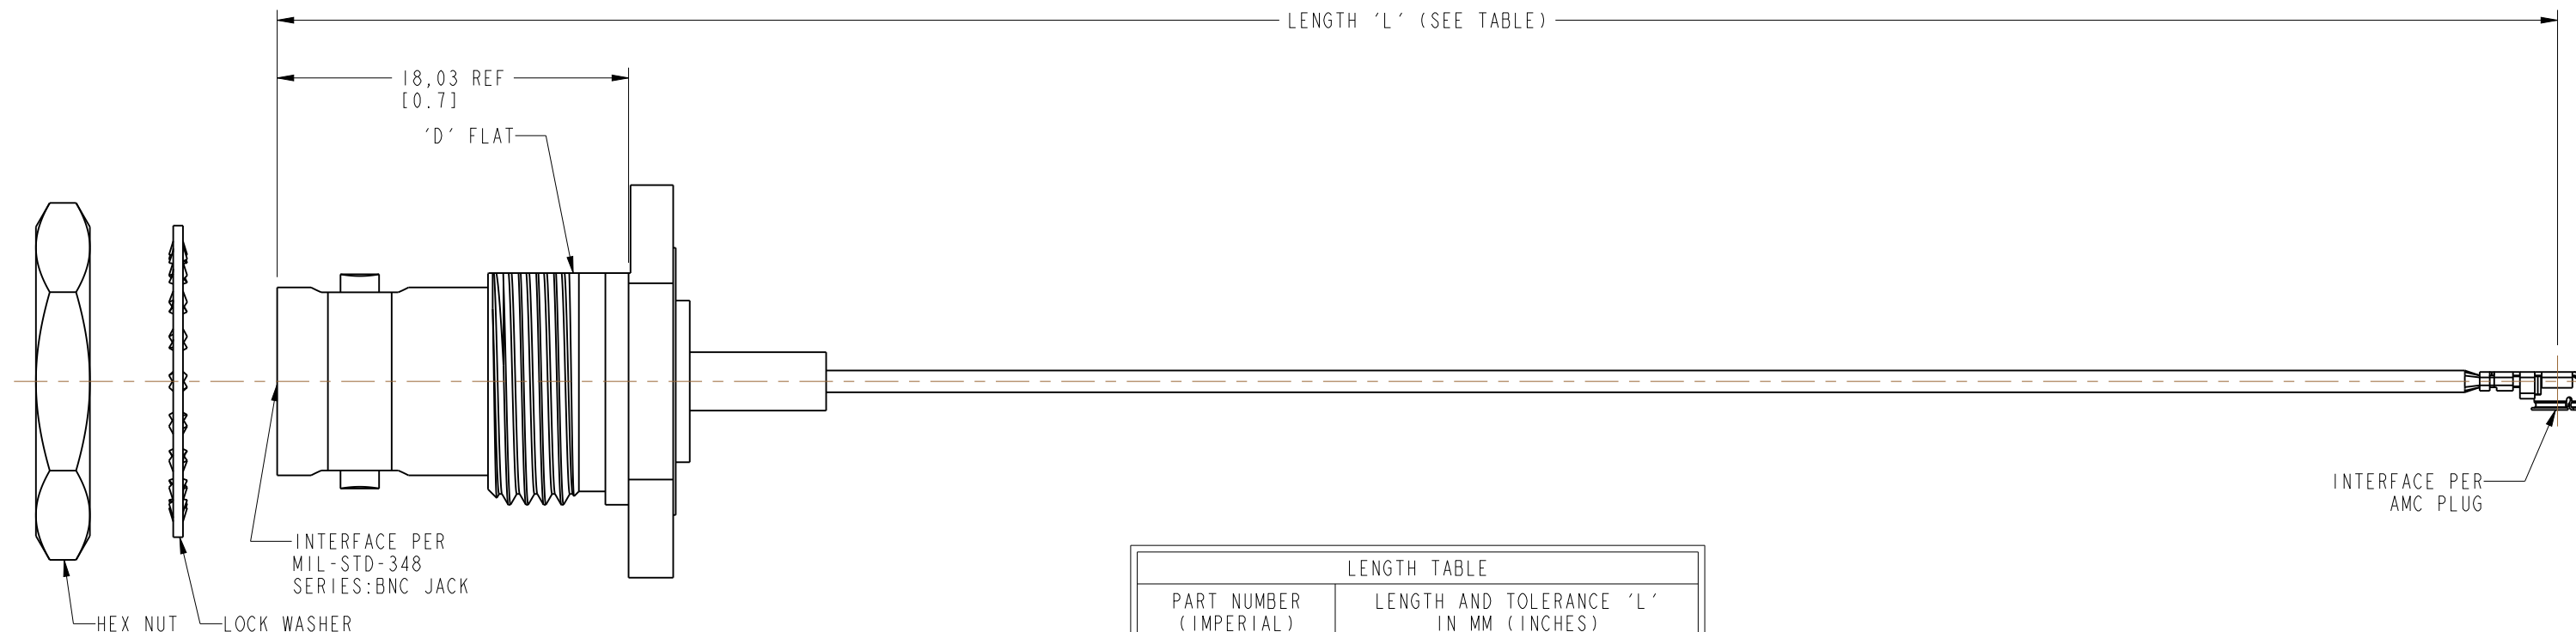 LENGTH 'L' (SEE TABLE)
18,03 REF
[0.7]
'D' FLAT
INTERFACE PER
AMC PLUG
INTERFACE PER
MIL-STD-348
SERIES:BNC JACK
HEX NUT
LOCK WASHER
LENGTH TABLE
PART NUMBER
(IMPERIAL)
LENGTH AND TOLERANCE 'L'
IN MM (INCHES)